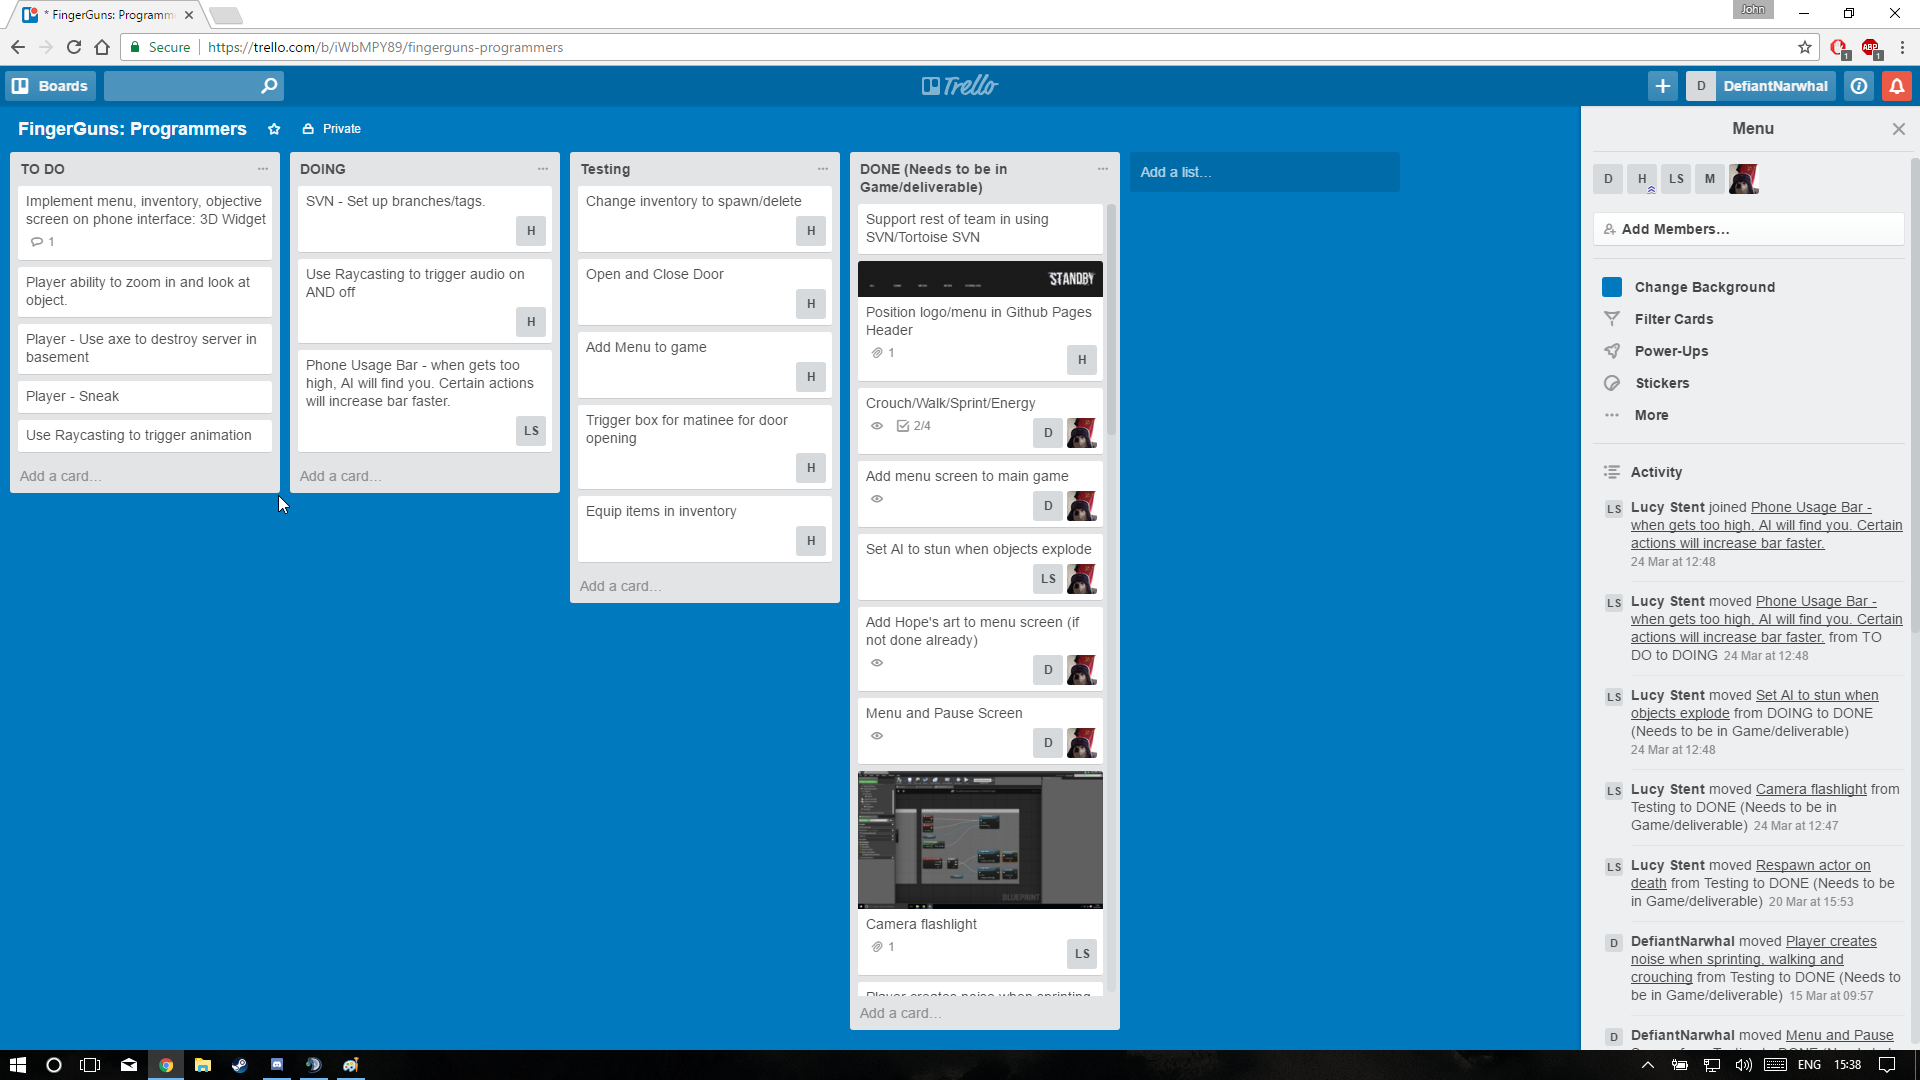 * FingerGuns: Programm
John
Secure
https://trello.com/b/iWbMPY89/fingerguns-programmers
ABP
1
1
Boards
Trello
D
DefiantNarwhal
FingerGuns: Programmers
Private
TO DO
Implement menu, inventory, objective
screen on phone interface: 3D Widget
1
Player ability to zoom in and look at
object.
Player - Use axe to destroy server in
basement
Player - Sneak
Use Raycasting to trigger animation
Add a card…
DOING
SVN - Set up branches/tags.
H
Use Raycasting to trigger audio on
AND off
H
Phone Usage Bar - when gets too
high, AI will find you. Certain actions
will increase bar faster.
LS
Add a card…
Testing
Change inventory to spawn/delete
H
Open and Close Door
H
Add Menu to game
H
Trigger box for matinee for door
opening
H
Equip items in inventory
H
Add a card…
DONE (Needs to be in
Game/deliverable)
Support rest of team in using
SVN/Tortoise SVN
STANDBY
Position logo/menu in Github Pages
Header
1
H
Crouch/Walk/Sprint/Energy
2/4
D
Add menu screen to main game
D
Set AI to stun when objects explode
LS
Add Hope's art to menu screen (if
not done already)
D
Menu and Pause Screen
D
BLUEPRINT
Camera flashlight
1
LS
Player creates noise when sprinting
Add a card…
Add a list…
Menu
D
H
LS
M
Add Members…
Change Background
Filter Cards
Power-Ups
Stickers
More
Activity
LS
Lucy Stent joined Phone Usage Bar -
when gets too high, AI will find you. Certain
actions will increase bar faster.
24 Mar at 12:48
LS
Lucy Stent moved Phone Usage Bar -
when gets too high, AI will find you. Certain
actions will increase bar faster. from TO
DO to DOING 24 Mar at 12:48
LS
Lucy Stent moved Set AI to stun when
objects explode from DOING to DONE
(Needs to be in Game/deliverable)
24 Mar at 12:48
LS
Lucy Stent moved Camera flashlight from
Testing to DONE (Needs to be in
Game/deliverable) 24 Mar at 12:47
LS
Lucy Stent moved Respawn actor on
death from Testing to DONE (Needs to be
in Game/deliverable) 20 Mar at 15:53
D
DefiantNarwhal moved Player creates
noise when sprinting, walking and
crouching from Testing to DONE (Needs to
be in Game/deliverable) 15 Mar at 09:57
D
DefiantNarwhal moved Menu and Pause
ENG
15:38